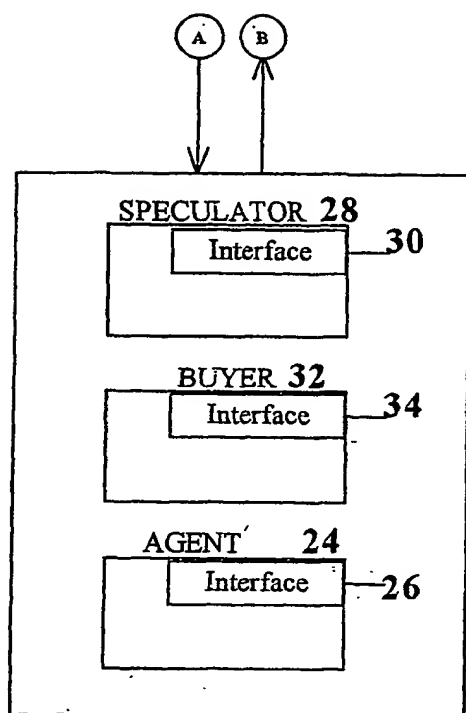 A B
SPECULATOR 28
Interface 30
BUYER 32
Interface 34
AGENT 24
Interface 26